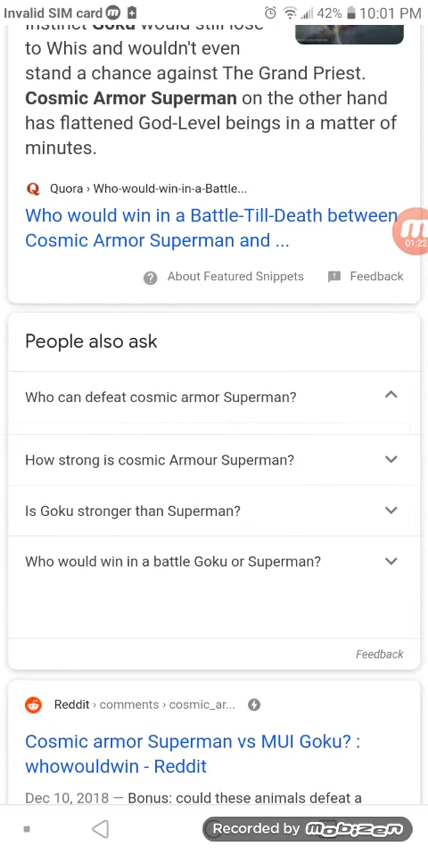 Invalid SIM card 42% 10:01 PM
Instinct Goku would still lose
to Whis and wouldn't even
stand a chance against The Grand Priest.
Cosmic Armor Superman on the other hand
has flattened God-Level beings in a matter of
minutes.
Quora › Who-would-win-in-a-Battle...
Who would win in a Battle-Till-Death between
Cosmic Armor Superman and ...
01:22
About Featured Snippets Feedback
People also ask
Who can defeat cosmic armor Superman?
How strong is cosmic Armour Superman?
Is Goku stronger than Superman?
Who would win in a battle Goku or Superman?
Feedback
Reddit › comments › cosmic_ar...
Cosmic armor Superman vs MUI Goku? :
whowouldwin - Reddit
Dec 10, 2018 — Bonus: could these animals defeat a
Recorded by mobizen